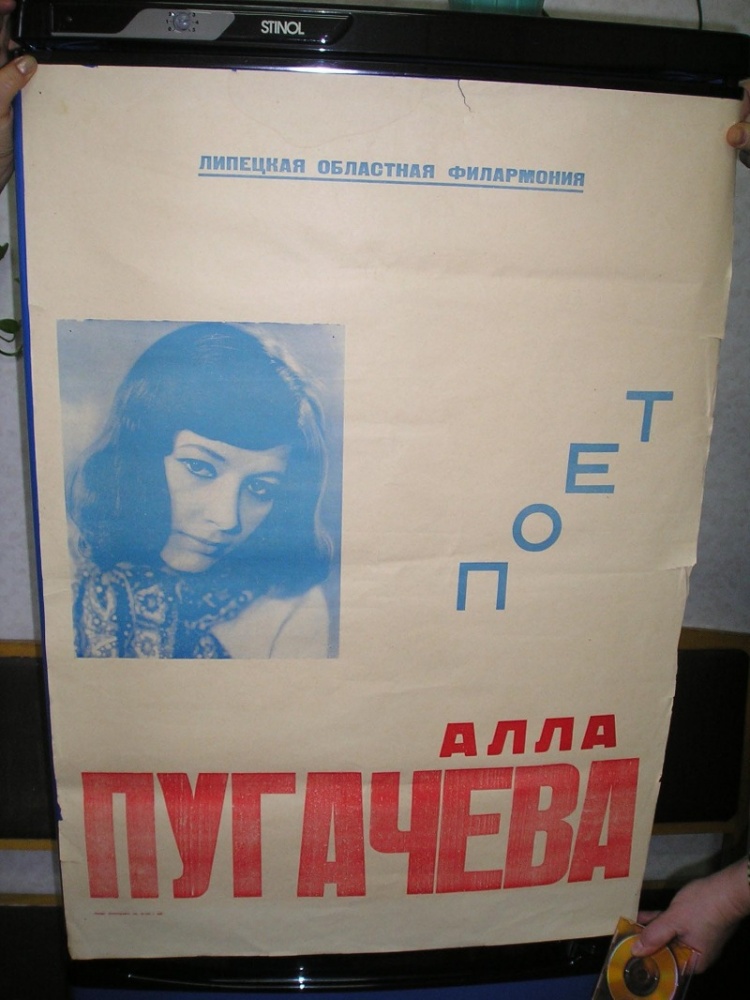 STINOL
ЛИПЕЦКАЯ ОБЛАСТНАЯ ФИЛАРМОНИЯ
ПОЕТ
АЛЛА
ПУГАЧЕВА